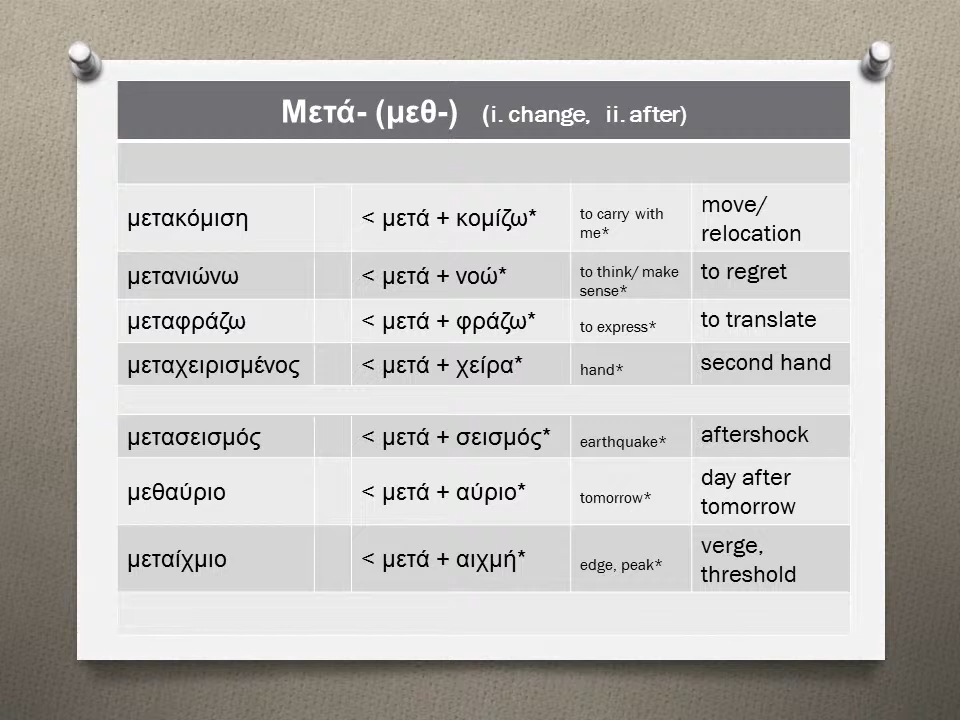 Μετά- (μεθ-) (i. change, ii. after)
μετακόμιση < μετά + κομίζω* to carry with me* move/ relocation
μετανιώνω < μετά + νοώ* to think/ make sense* to regret
μεταφράζω < μετά + φράζω* to express* to translate
μεταχειρισμένος < μετά + χείρα* hand* second hand
μετασεισμός < μετά + σεισμός* earthquake* aftershock
μεθαύριο < μετά + αύριο* tomorrow* day after tomorrow
μεταίχμιο < μετά + αιχμή* edge, peak* verge, threshold